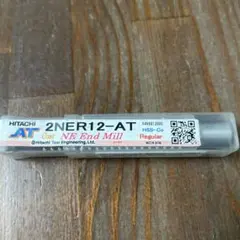 HITACHI
2NER12-AT
AT
HSS-Co
NE End Mill
Regular
©Hitachi Tool Engineering, Ltd.